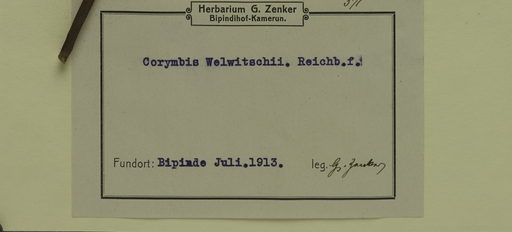 Herbarium G. Zenker
Bipindihof-Kamerun.
Corymbis Welwitschii. Reichb.f.
Fundort: Bipinde Juli.1913. leg. G. Zenker